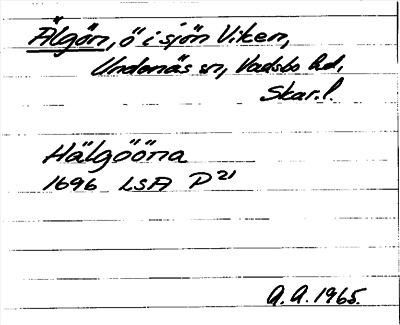 Älgön, ö i sjön Viken,
Undenäs sn, Vadsbo hd,
Skar.l.
Hälgööna
1696 LSA P21
A.A.1965.